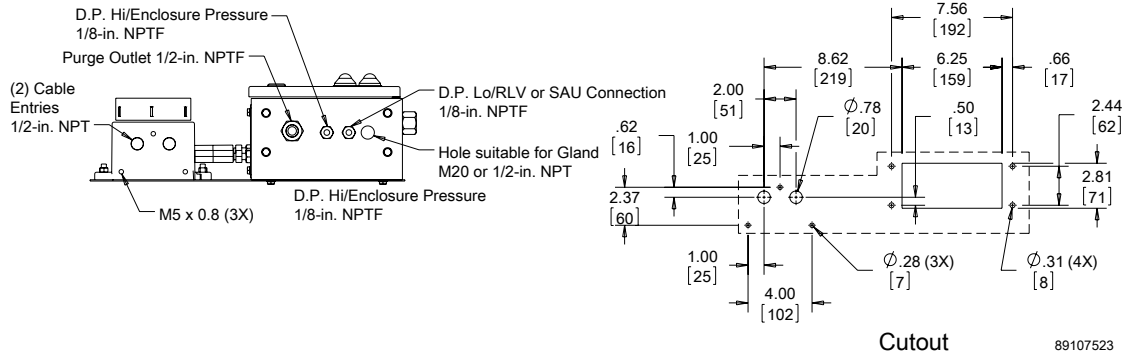 D.P. Hi/Enclosure Pressure
1/8-in. NPTF
Purge Outlet 1/2-in. NPTF
(2) Cable
Entries
1/2-in. NPT
D.P. Lo/RLV or SAU Connection
1/8-in. NPTF
Hole suitable for Gland
M20 or 1/2-in. NPT
D.P. Hi/Enclosure Pressure
1/8-in. NPTF
M5 x 0.8 (3X)
7.56
[192]
8.62
[219]
6.25
[159]
.66
[17]
2.00
[51]
∅.78
[20]
.50
[13]
2.44
[62]
.62
[16]
1.00
[25]
2.81
[71]
2.37
[60]
1.00
[25]
∅.28 (3X)
[7]
∅.31 (4X)
[8]
4.00
[102]
Cutout
89107523